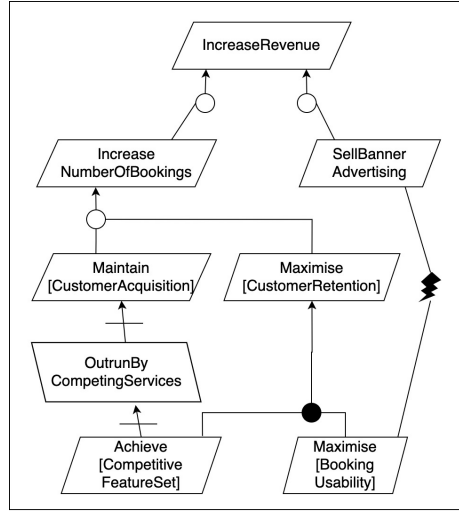 IncreaseRevenue
Increase
NumberOfBookings
SellBanner
Advertising
Maintain
[CustomerAcquisition]
Maximise
[CustomerRetention]
OutrunBy
CompetingServices
Achieve
[Competitive
FeatureSet]
Maximise
[Booking
Usability]